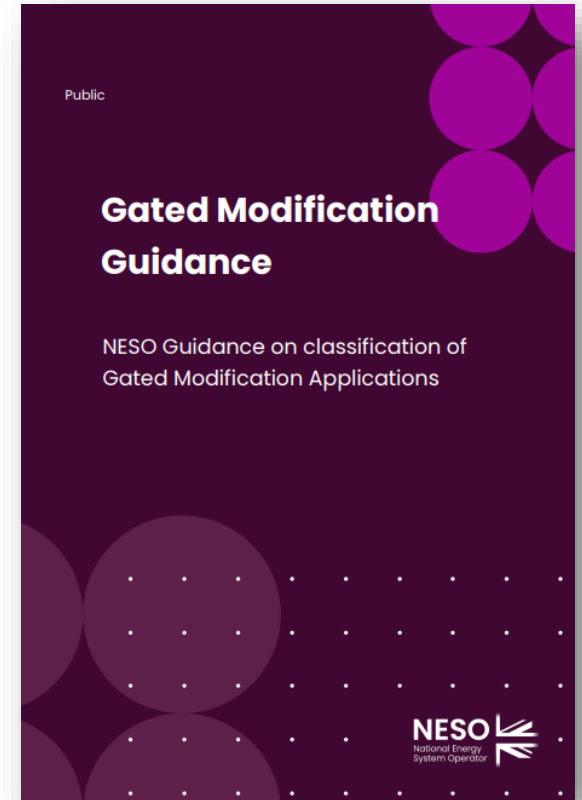 Public
Gated Modification
Guidance
NESO Guidance on classification of
Gated Modification Applications
NESO
National Energy
System Operator